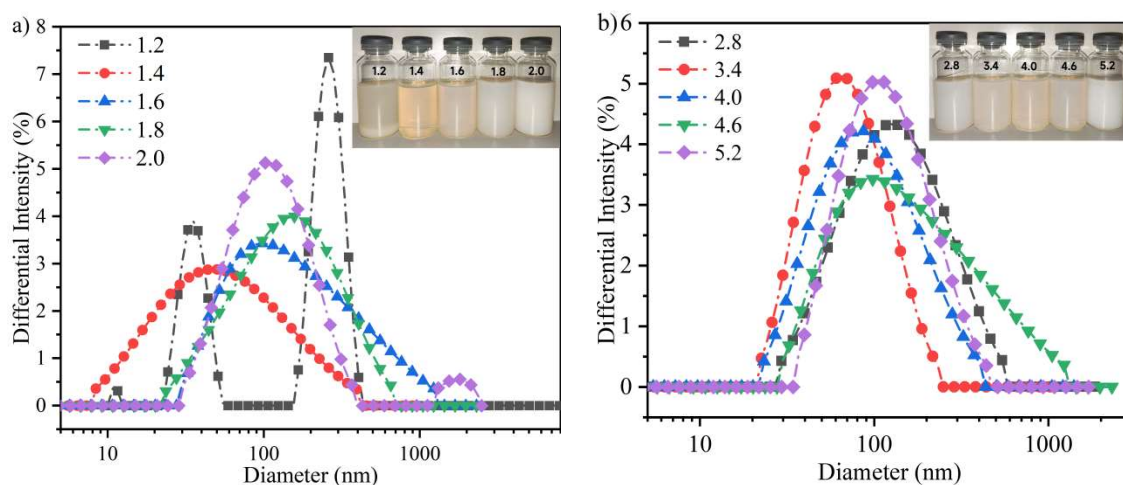 a)
8
7
6
5
4
3
2
1
0
Differential Intensity (%)
1.2
1.4
1.6
1.8
2.0
1.2 1.4 1.6 1.8 2.0
10 100 1000
Diameter (nm)
b)
6
5
4
3
2
1
0
Differential Intensity (%)
2.8
3.4
4.0
4.6
5.2
2.8 3.4 4.0 4.6 5.2
10 100 1000
Diameter (nm)